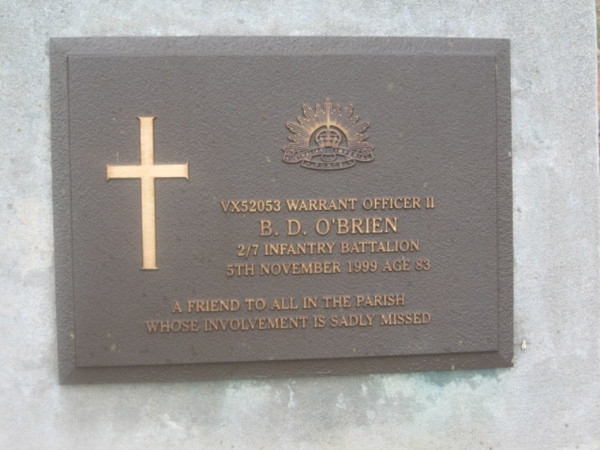 VX52053 WARRANT OFFICER II
B. D. O'BRIEN
2/7 INFANTRY BATTALION
5TH NOVEMBER 1999 AGE 83
A FRIEND TO ALL IN THE PARISH
WHOSE INVOLVEMENT IS SADLY MISSED